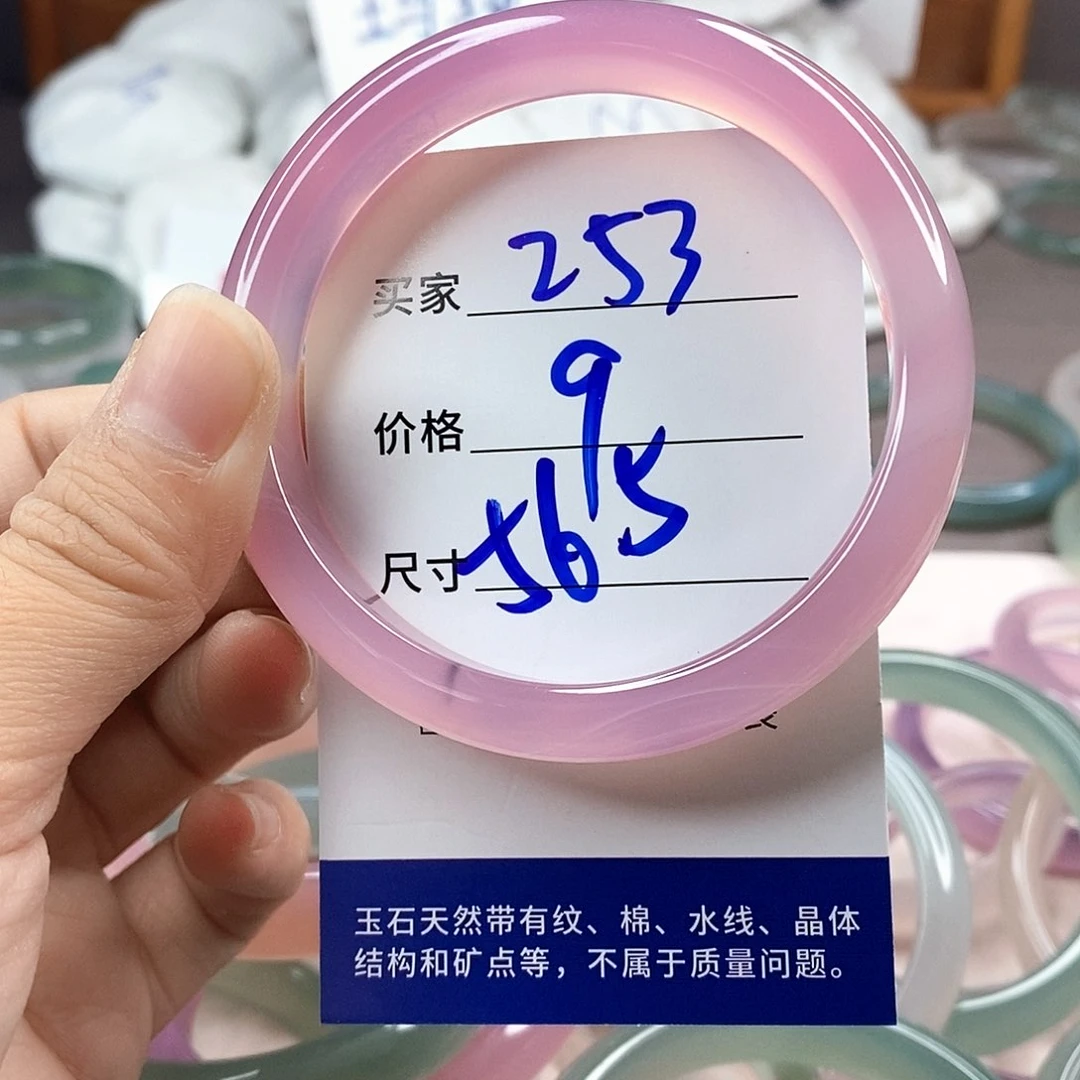 买家 253
价格 9
尺寸 56.5
玉石天然带有纹、棉、水线、晶体
结构和矿点等，不属于质量问题。